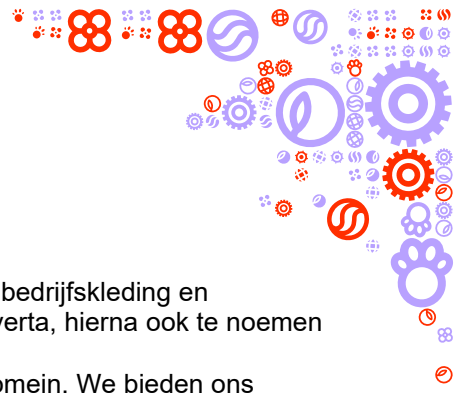 bedrijfskleding en
verta, hierna ook te noemen
omein. We bieden ons